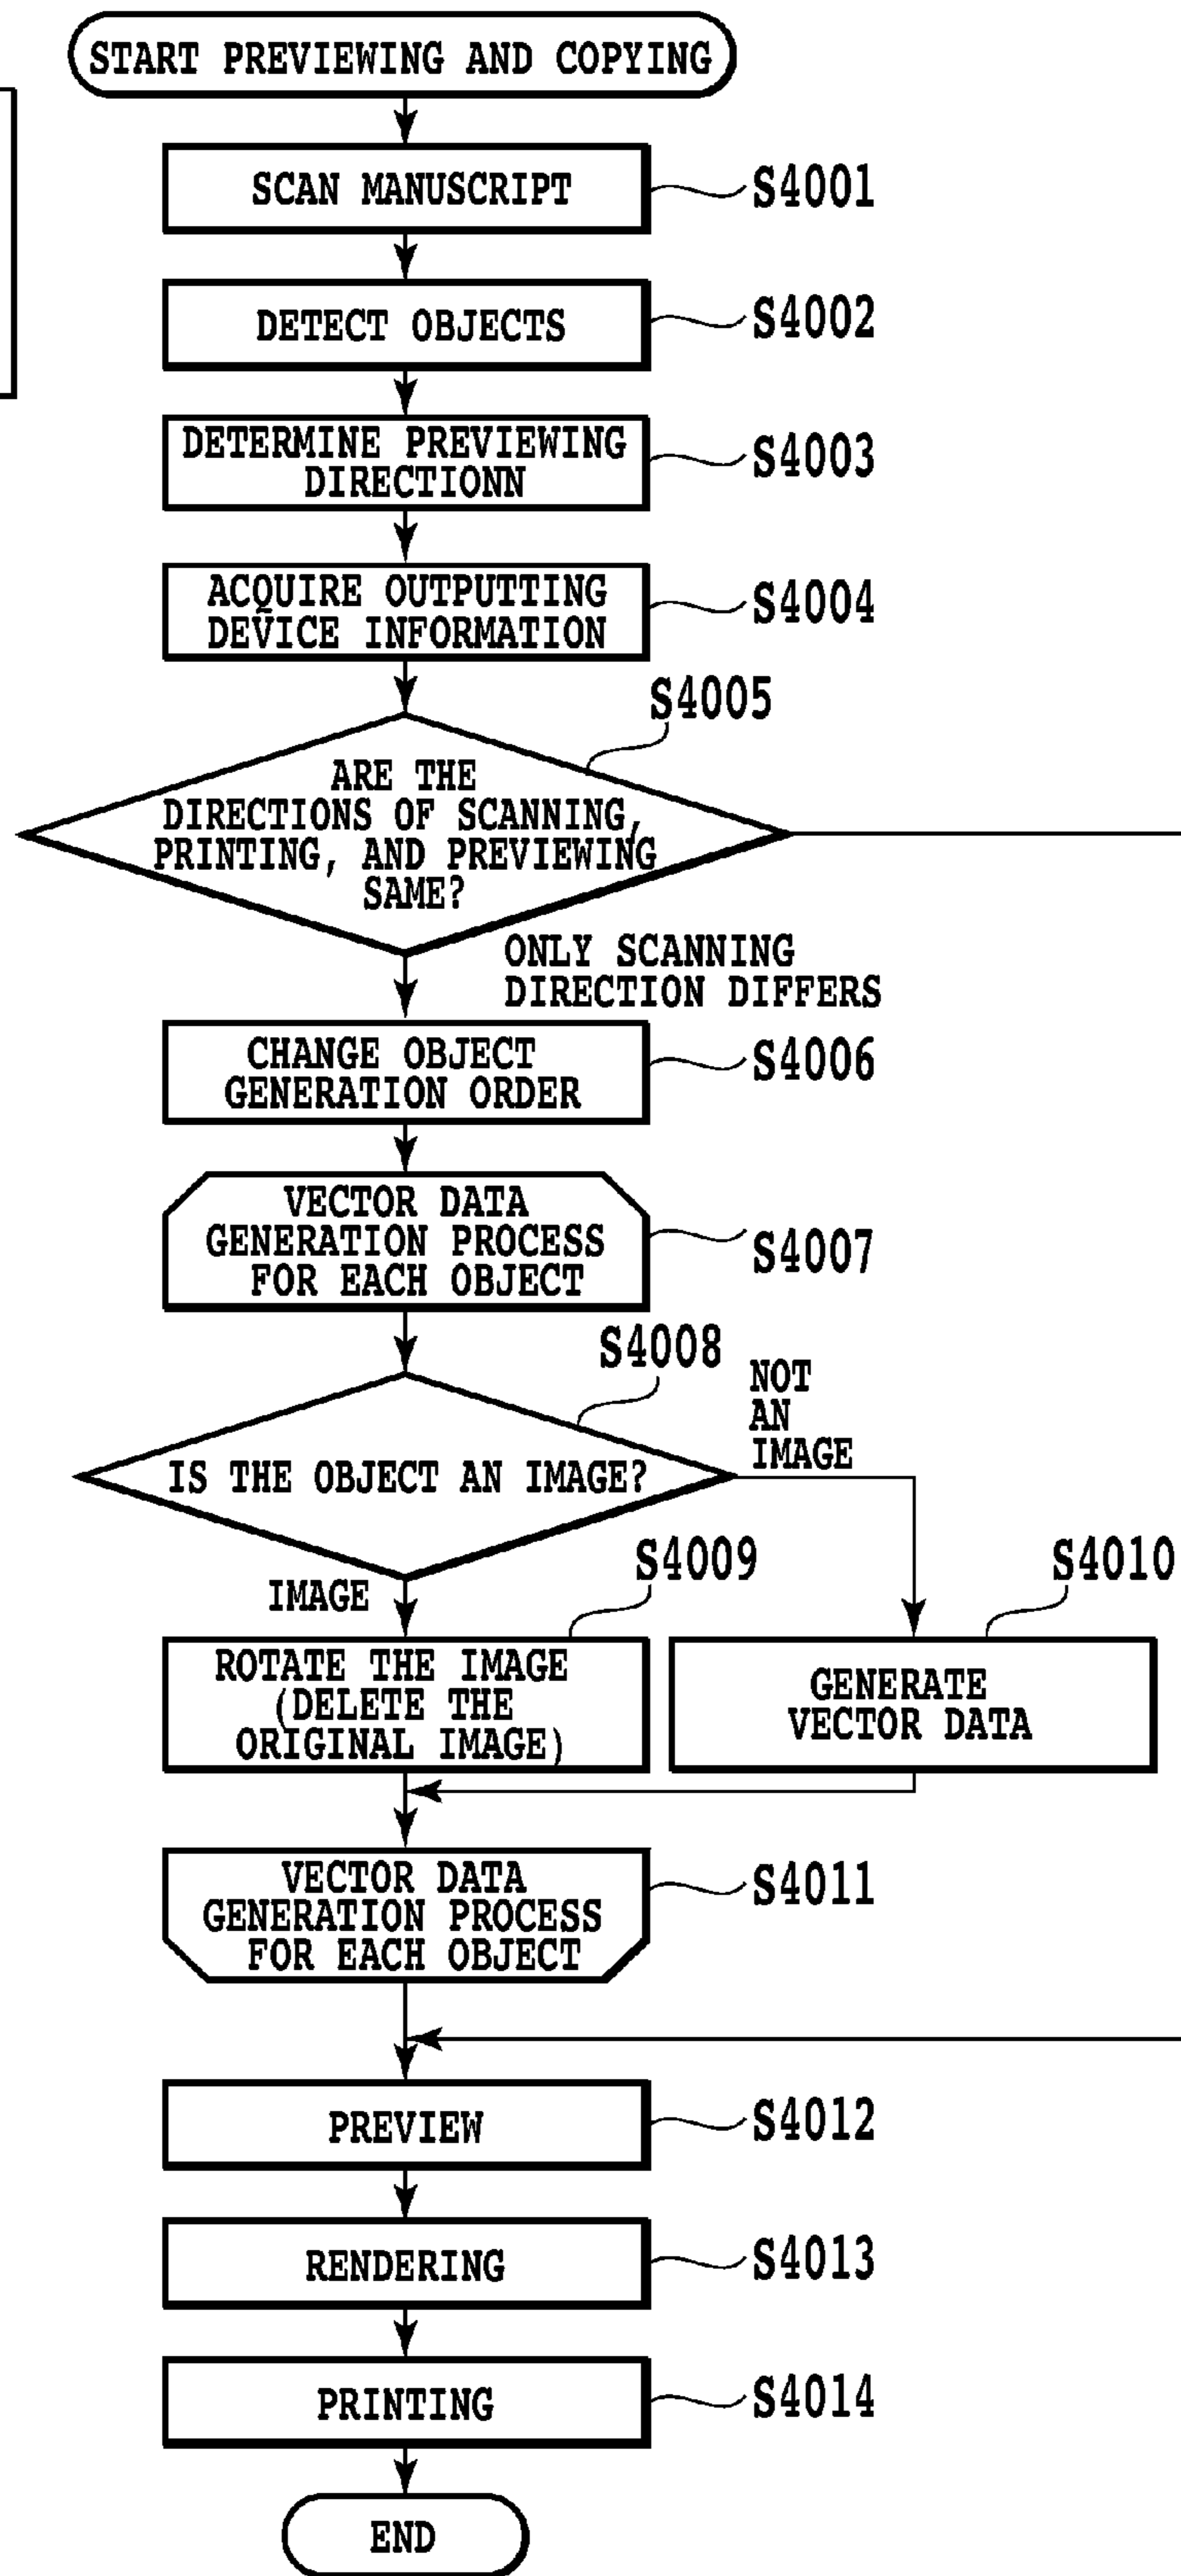 START PREVIEWING AND COPYING
SCAN MANUSCRIPT
S4001
DETECT OBJECTS
S4002
DETERMINE PREVIEWING
DIRECTIONN
S4003
ACQUIRE OUTPUTTING
DEVICE INFORMATION
S4004
S4005
ARE THE
DIRECTIONS OF SCANNING,
PRINTING, AND PREVIEWING
SAME?
ONLY SCANNING
DIRECTION DIFFERS
CHANGE OBJECT
GENERATION ORDER
S4006
VECTOR DATA
GENERATION PROCESS
FOR EACH OBJECT
S4007
S4008
IS THE OBJECT AN IMAGE?
NOT
AN
IMAGE
IMAGE
S4009
ROTATE THE IMAGE
(DELETE THE
ORIGINAL IMAGE)
S4010
GENERATE
VECTOR DATA
VECTOR DATA
GENERATION PROCESS
FOR EACH OBJECT
S4011
PREVIEW
S4012
RENDERING
S4013
PRINTING
S4014
END